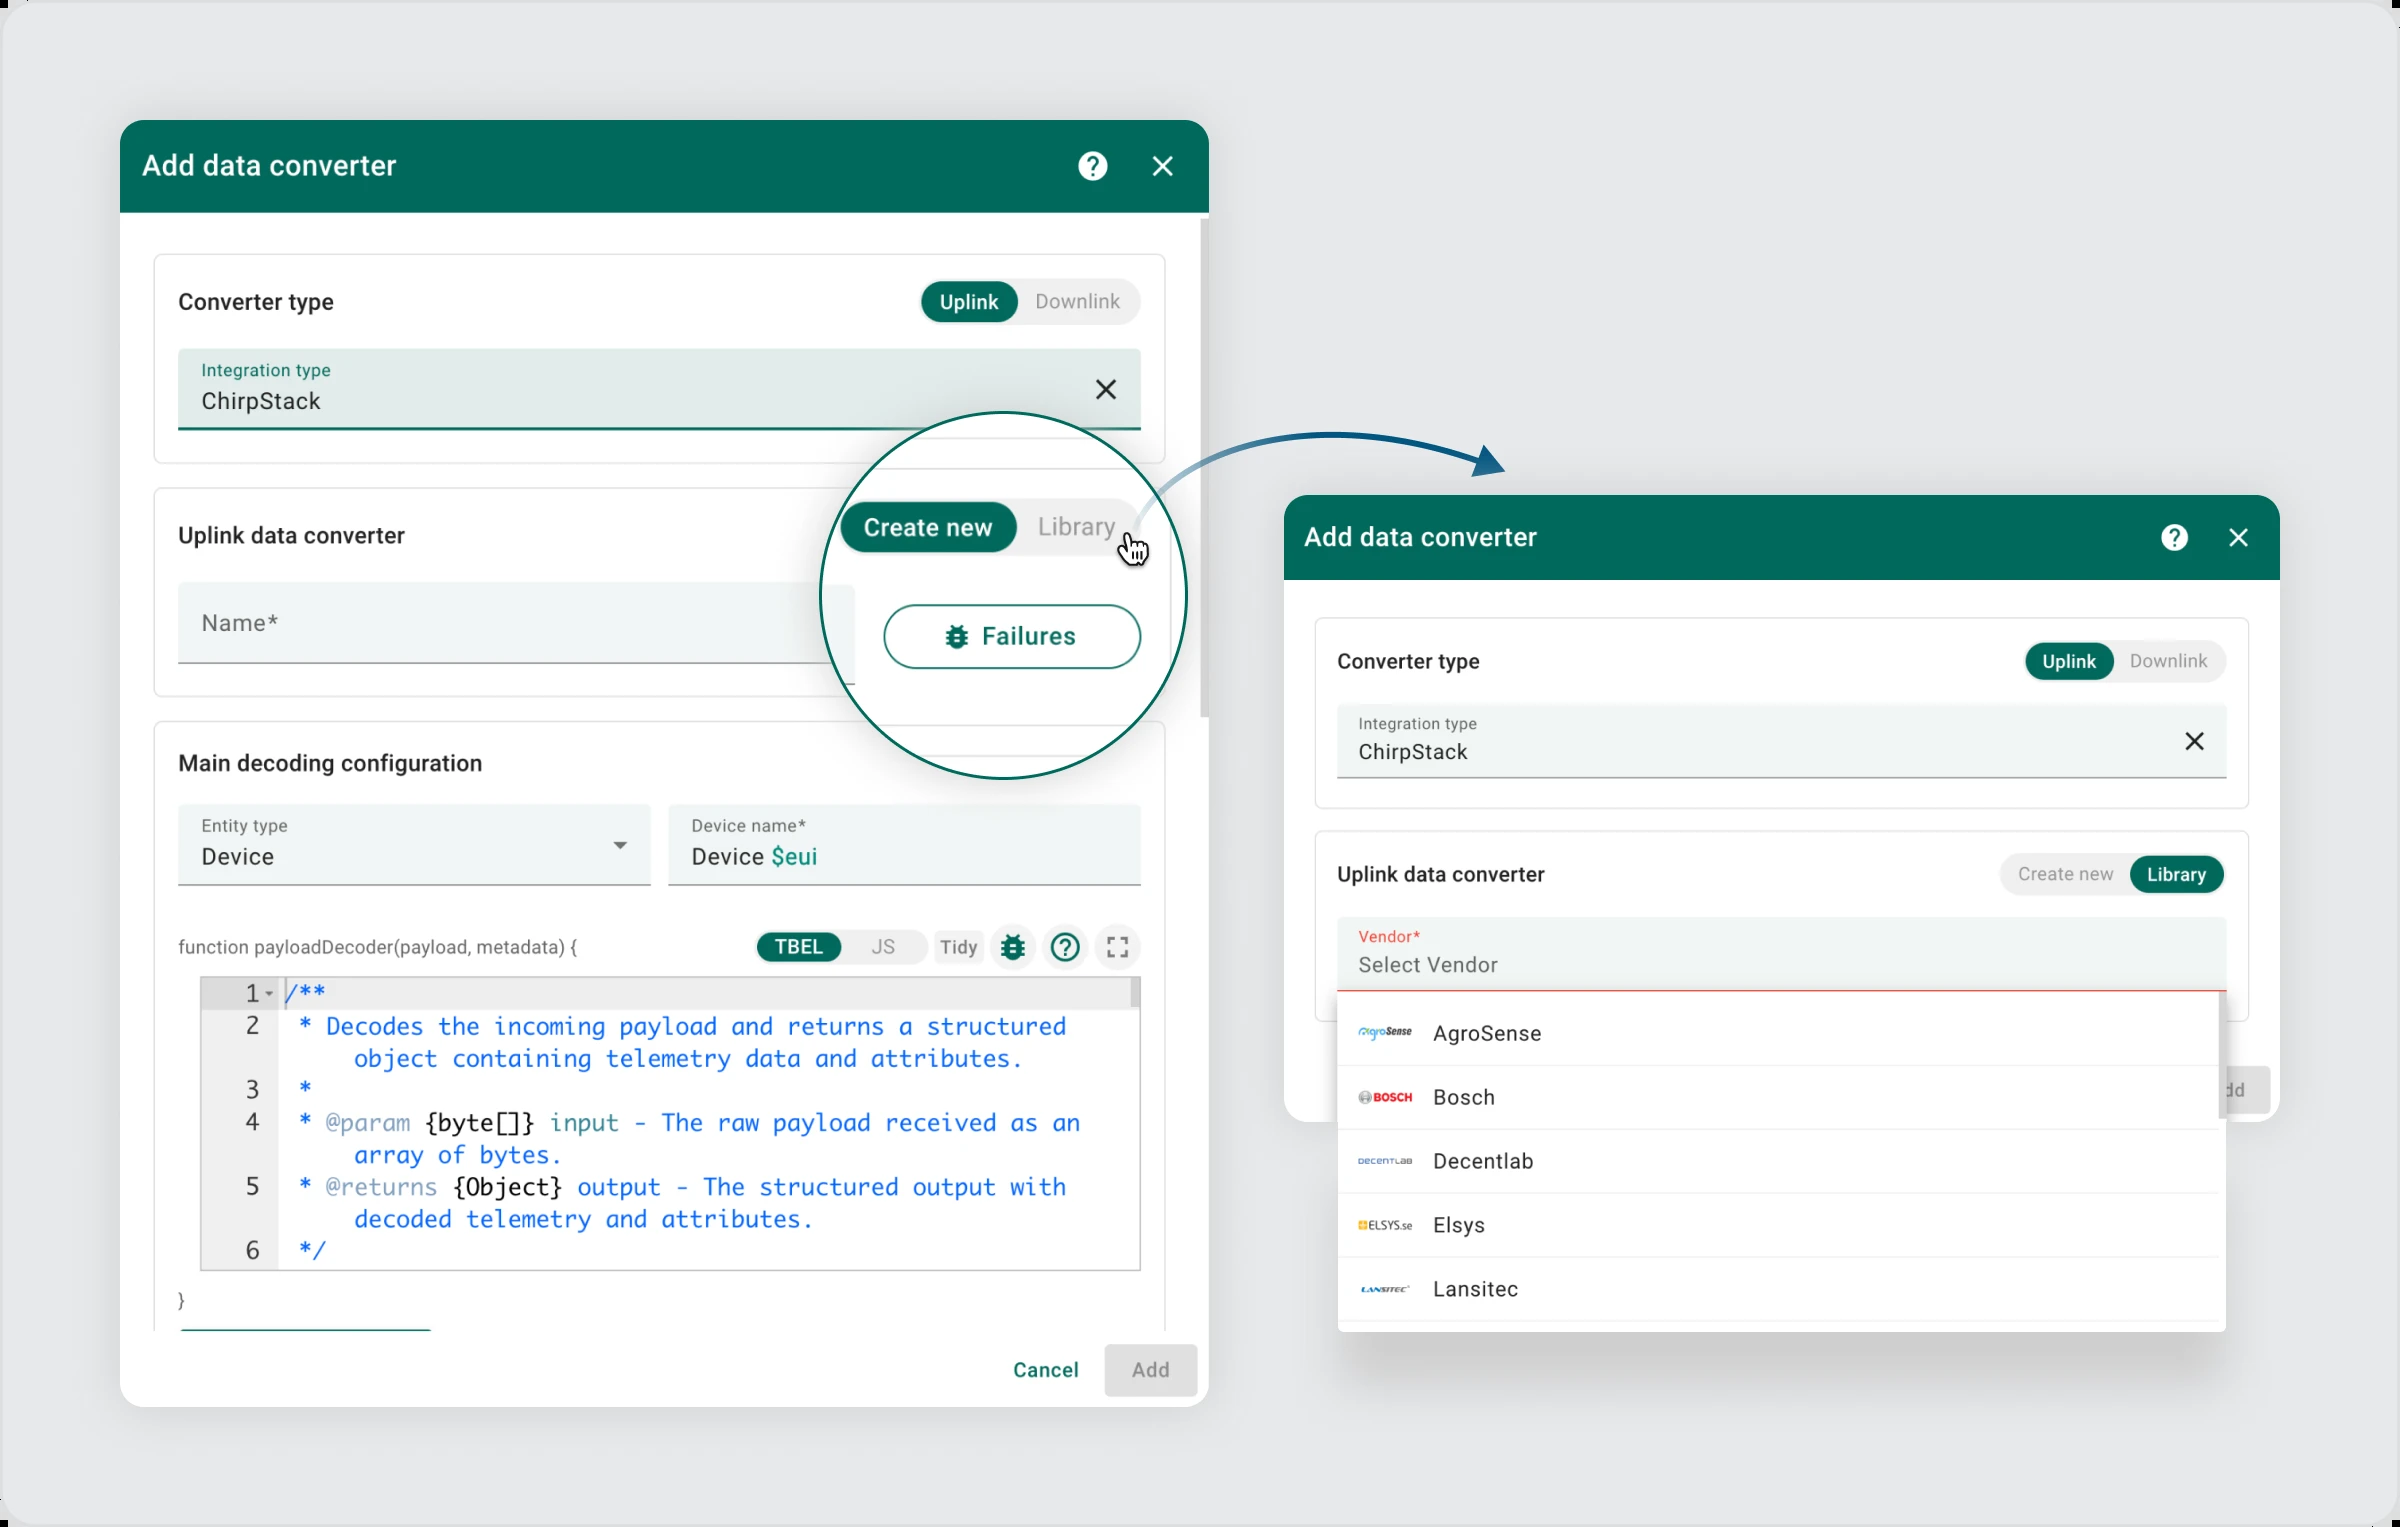 Add data converter
Converter type
Uplink Downlink
Integration type
ChirpStack
Uplink data converter
Create new Library
Name*
Failures
Main decoding configuration
Entity type
Device
Device name*
Device $eui
function payloadDecoder(payload, metadata) {
TBEL JS Tidy
1 /**
2 * Decodes the incoming payload and returns a structured
object containing telemetry data and attributes.
3 *
4 * @param {byte[]} input - The raw payload received as an
array of bytes.
5 * @returns {Object} output - The structured output with
decoded telemetry and attributes.
6 */
}
Cancel Add
Add data converter
Converter type
Uplink Downlink
Integration type
ChirpStack
Uplink data converter
Create new Library
Vendor*
Select Vendor
AgroSense AgroSense
BOSCH Bosch
DECENTLAB Decentlab
ELSYS.se Elsys
LANSITEC Lansitec
dd